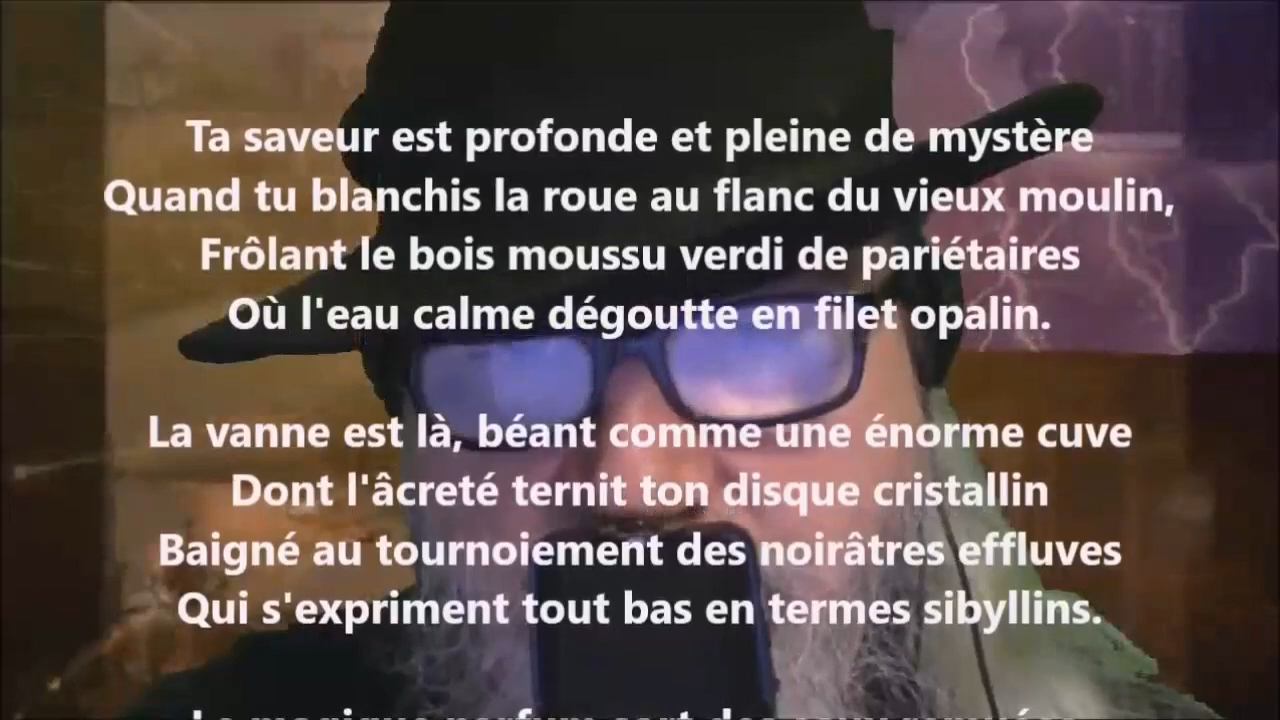 Ta saveur est profonde et pleine de mystère
Quand tu blanchis la roue au flanc du vieux moulin,
Frôlant le bois moussu verdi de pariétaires
Où l'eau calme dégoutte en filet opalin.
La vanne est là, béant comme une énorme cuve
Dont l'âcreté ternit ton disque cristallin
Baigné au tournoiement des noirâtres effluves
Qui s'expriment tout bas en termes sibyllins.